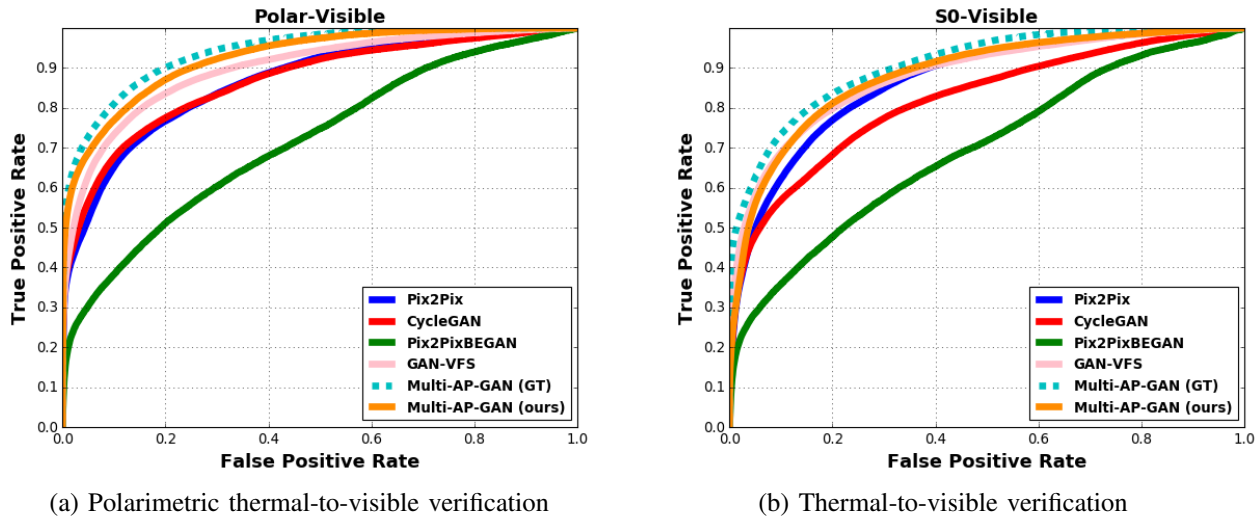 Polar-Visible
True Positive Rate
0.9
0.8
0.7
0.6
0.5
0.4
0.3
0.2
0.1
0.0
0.0 0.2 0.4 0.6 0.8 1.0
False Positive Rate
Pix2Pix
CycleGAN
Pix2PixBEGAN
GAN-VFS
Multi-AP-GAN (GT)
Multi-AP-GAN (ours)
(a) Polarimetric thermal-to-visible verification
S0-Visible
True Positive Rate
0.9
0.8
0.7
0.6
0.5
0.4
0.3
0.2
0.1
0.0
0.0 0.2 0.4 0.6 0.8 1.0
False Positive Rate
Pix2Pix
CycleGAN
Pix2PixBEGAN
GAN-VFS
Multi-AP-GAN (GT)
Multi-AP-GAN (ours)
(b) Thermal-to-visible verification